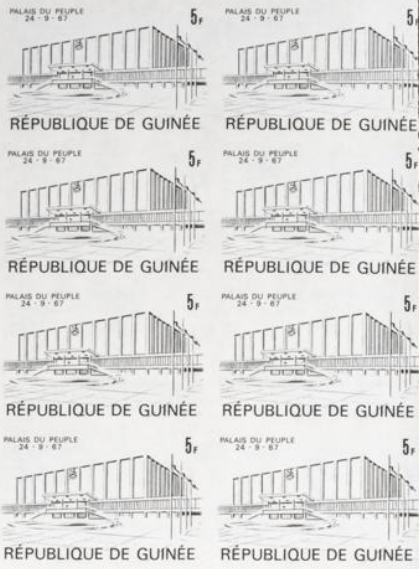 PALAIS DU PEUPLE
24 · 9 · 67
5F
RÉPUBLIQUE DE GUINÉE
PALAIS DU PEUPLE
24 · 9 · 67
5F
RÉPUBLIQUE DE GUINÉE
PALAIS DU PEUPLE
24 · 9 · 67
5F
RÉPUBLIQUE DE GUINÉE
PALAIS DU PEUPLE
24 · 9 · 67
5F
RÉPUBLIQUE DE GUINÉE
PALAIS DU PEUPLE
24 · 9 · 67
5F
RÉPUBLIQUE DE GUINÉE
PALAIS DU PEUPLE
24 · 9 · 67
5F
RÉPUBLIQUE DE GUINÉE
PALAIS DU PEUPLE
24 · 9 · 67
5F
RÉPUBLIQUE DE GUINÉE
PALAIS DU PEUPLE
24 · 9 · 67
5F
RÉPUBLIQUE DE GUINÉE